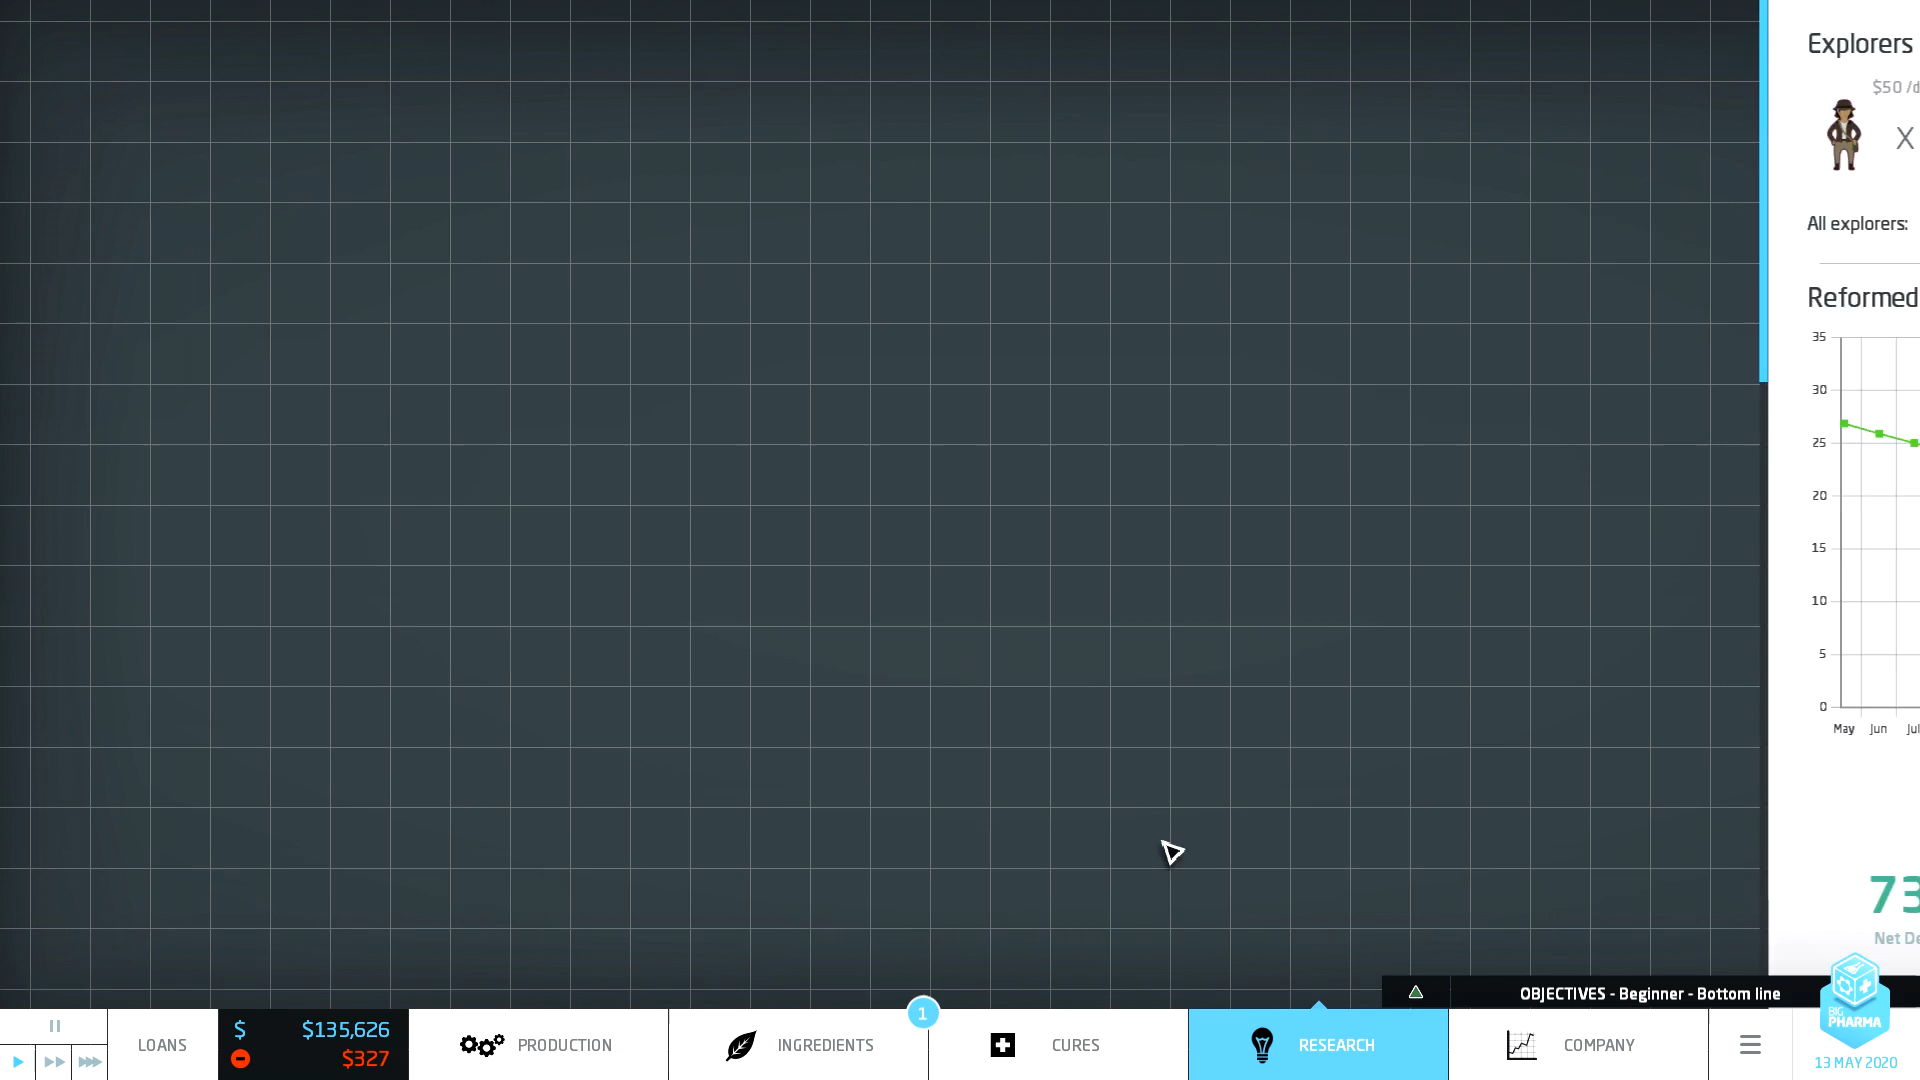 Explorers
$50 /d
X
All explorers:
Reformed
35
30
25
20
15
10
5
0
May Jun Jul
73
Net De
OBJECTIVES - Beginner - Bottom line
1
LOANS
$ $135,626
$327
PRODUCTION
INGREDIENTS
CURES
RESEARCH
COMPANY
BIG
PHARMA
13 MAY 2020